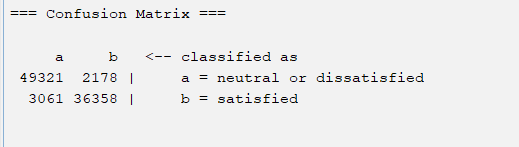 === Confusion Matrix ===
a b <-- classified as
49321 2178 | a = neutral or dissatisfied
3061 36358 | b = satisfied